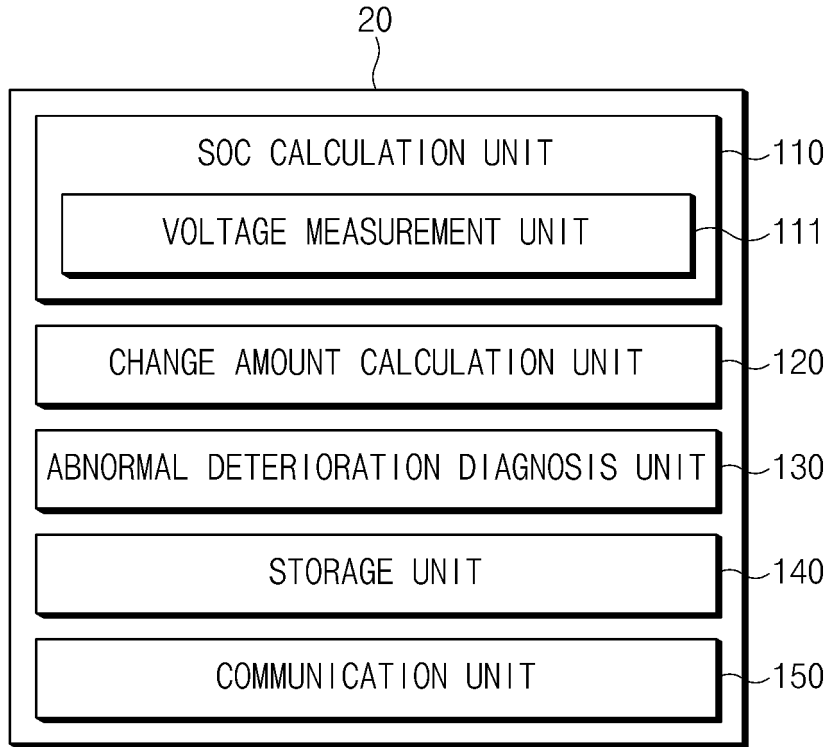 20
SOC CALCULATION UNIT
110
VOLTAGE MEASUREMENT UNIT
111
CHANGE AMOUNT CALCULATION UNIT
120
ABNORMAL DETERIORATION DIAGNOSIS UNIT
130
STORAGE UNIT
140
COMMUNICATION UNIT
150